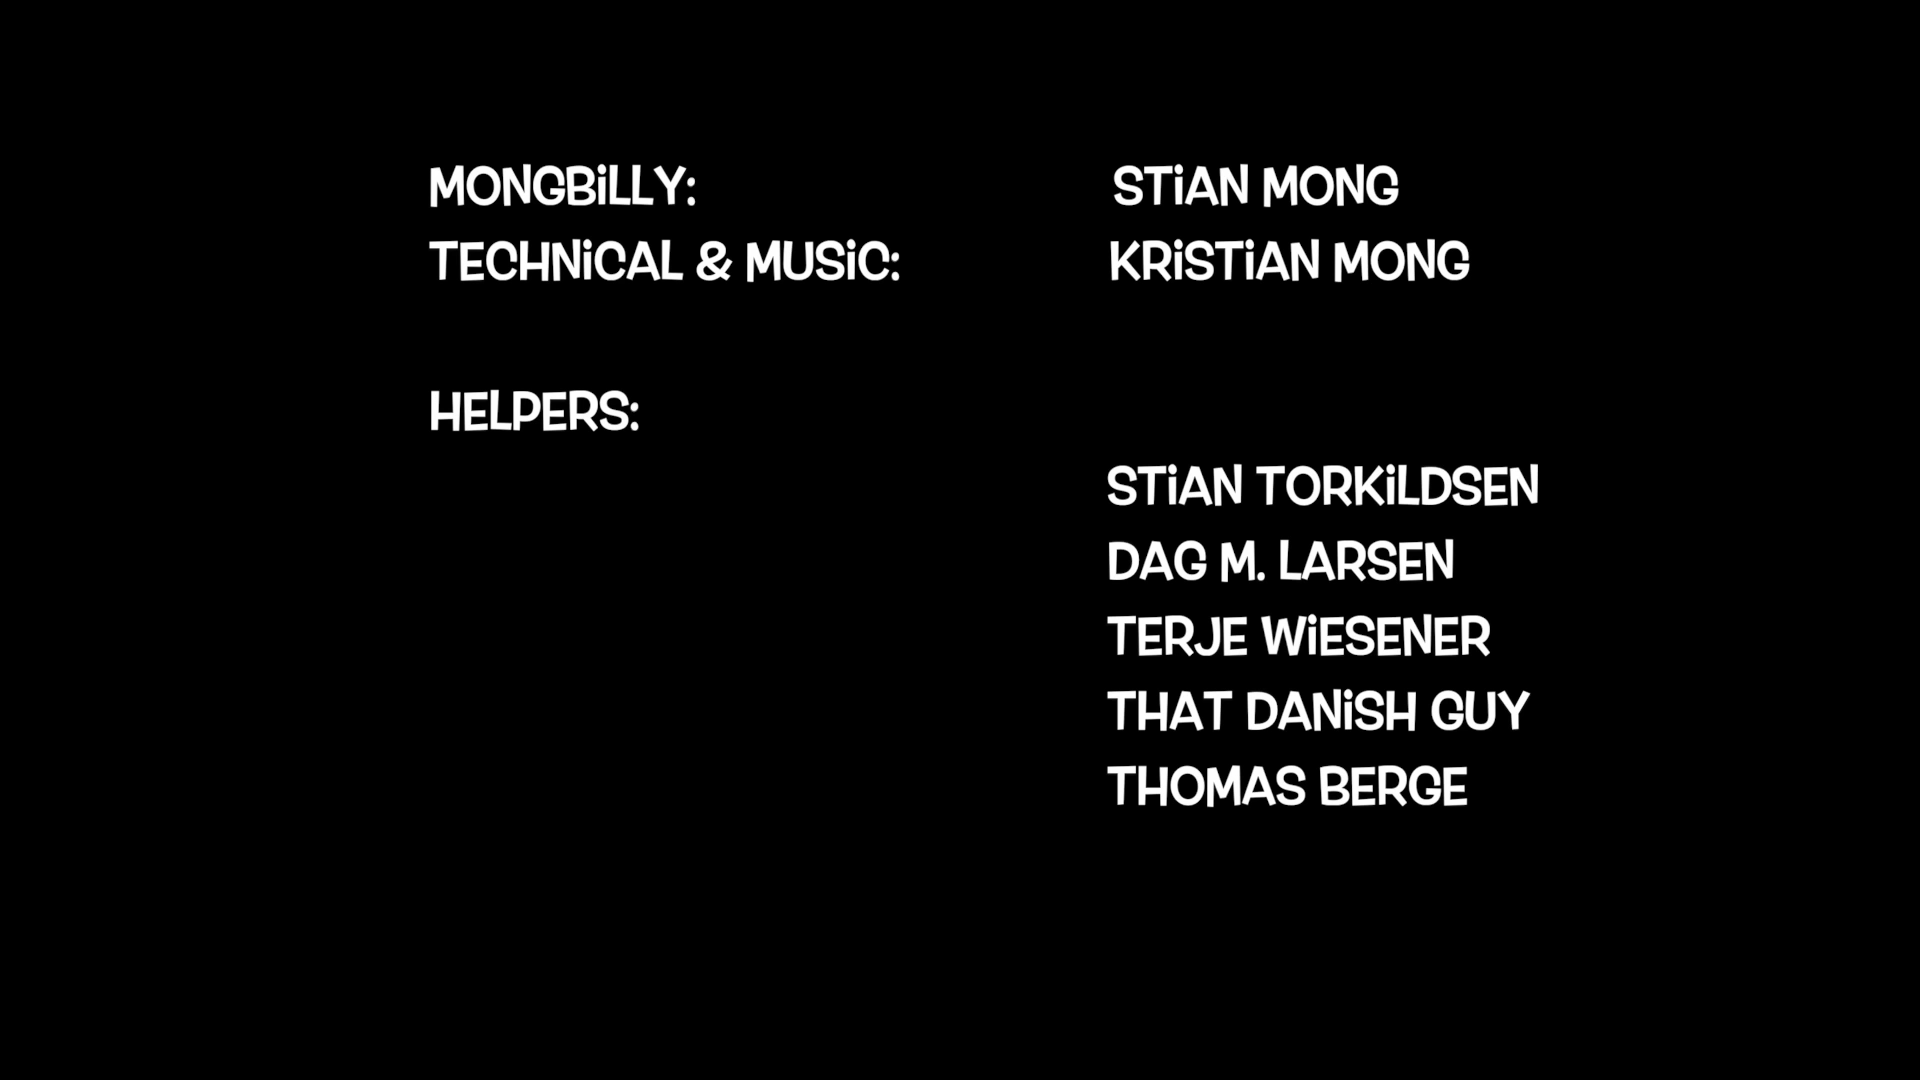 MONGBiLLY: STiAN MONG
TECHNiCAL & MUSiC: KRiSTiAN MONG
HELPERS:
STiAN TORKiLDSEN
DAG M. LARSEN
TERJE WiESENER
THAT DANiSH GUY
THOMAS BERGE